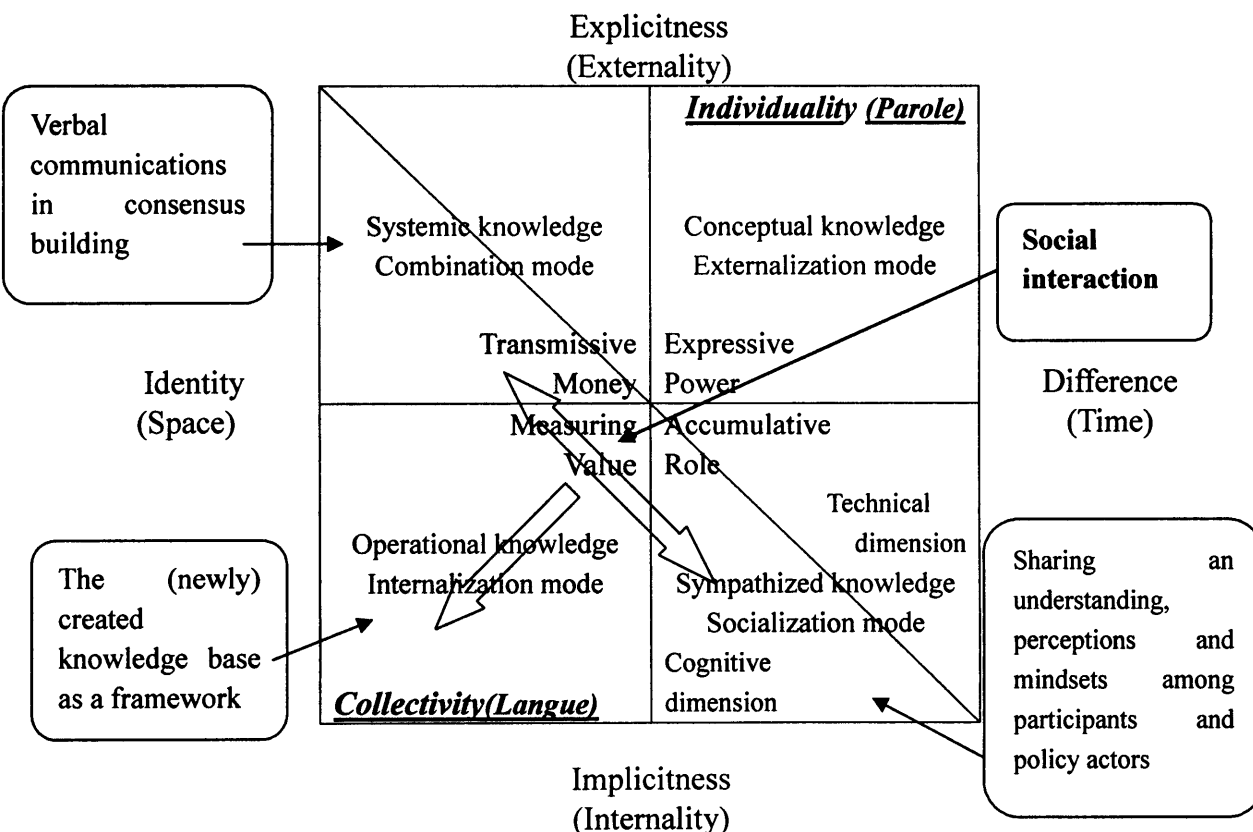 Explicitness
(Externality)
Verbal
communications
in consensus
building
Individuality (Parole)
Systemic knowledge
Combination mode
Conceptual knowledge
Externalization mode
Social
interaction
Transmissive
Money
Expressive
Power
Identity
(Space)
Difference
(Time)
Measuring
Value
Accumulative
Role
Technical
dimension
Operational knowledge
Internalization mode
Sympathized knowledge
Socialization mode
Cognitive
dimension
The (newly)
created
knowledge base
as a framework
Collectivity(Langue)
Sharing an
understanding,
perceptions and
mindsets among
participants and
policy actors
Implicitness
(Internality)